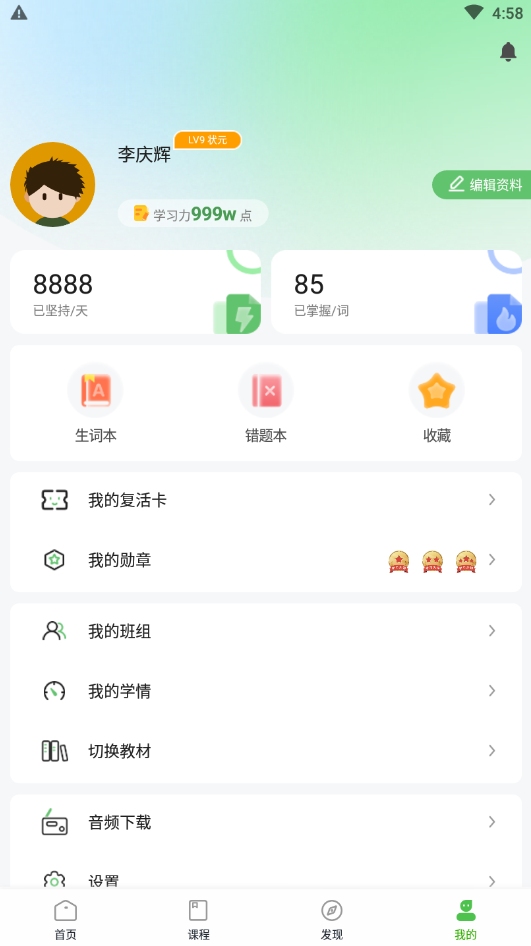 4:58
李庆辉
LV9 状元
编辑资料
学习力999w 点
8888
已坚持/天
85
已掌握/词
A
生词本
错题本
收藏
我的复活卡
我的勋章
我的班组
我的学情
切换教材
音频下载
设置
首页
课程
发现
我的